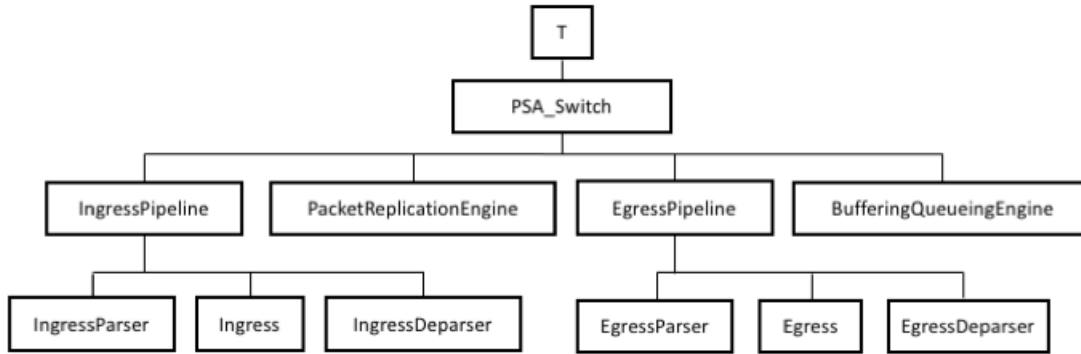 T
PSA_Switch
IngressPipeline
PacketReplicationEngine
EgressPipeline
BufferingQueueingEngine
IngressParser
Ingress
IngressDeparser
EgressParser
Egress
EgressDeparser